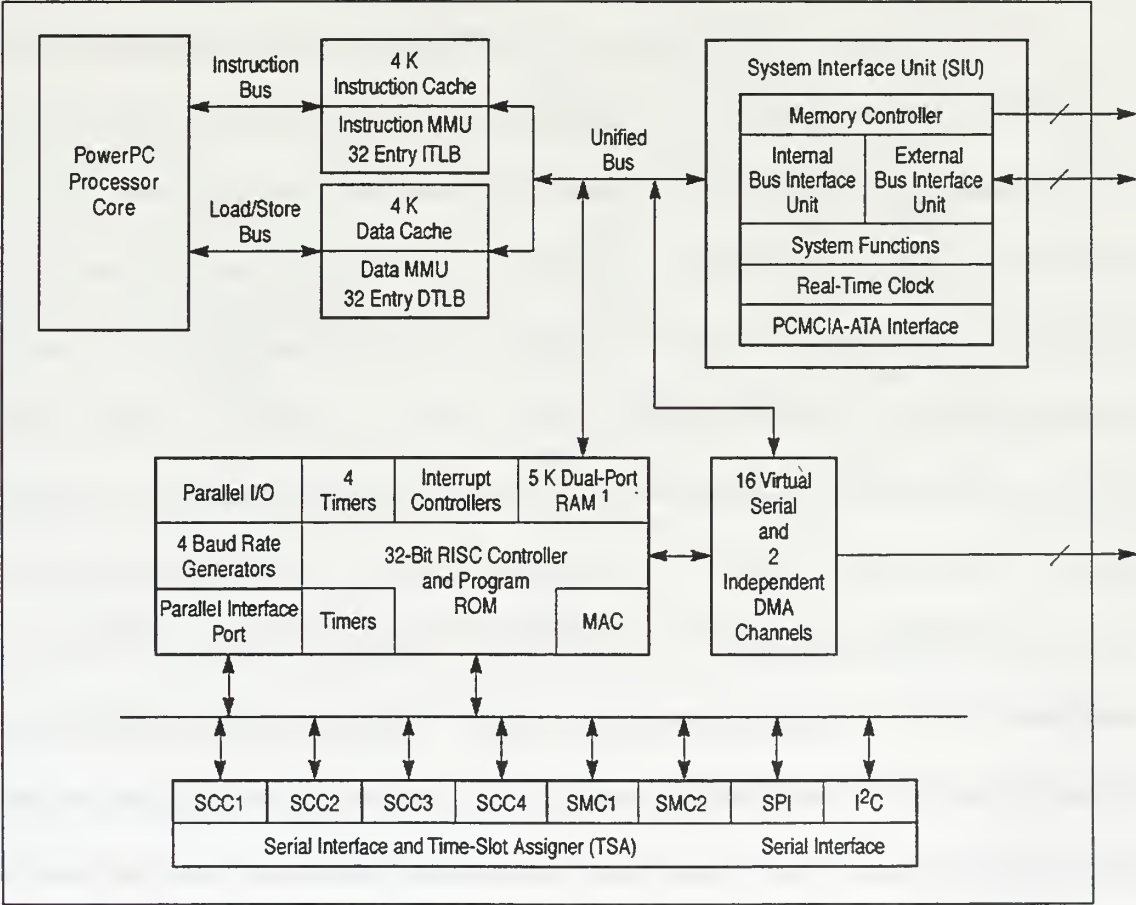 PowerPC
Processor
Core
Instruction
Bus
Load/Store
Bus
4 K
Instruction Cache
Instruction MMU
32 Entry ITLB
4 K
Data Cache
Data MMU
32 Entry DTLB
Unified
Bus
System Interface Unit (SIU)
Memory Controller
Internal
Bus Interface
Unit
External
Bus Interface
Unit
System Functions
Real-Time Clock
PCMCIA-ATA Interface
Parallel I/O
4
Timers
Interrupt
Controllers
5 K Dual-Port
RAM 1
4 Baud Rate
Generators
32-Bit RISC Controller
and Program
ROM
Parallel Interface
Port
Timers
MAC
16 Virtual
Serial
and
2
Independent
DMA
Channels
SCC1
SCC2
SCC3
SCC4
SMC1
SMC2
SPI
I2C
Serial Interface and Time-Slot Assigner (TSA)
Serial Interface